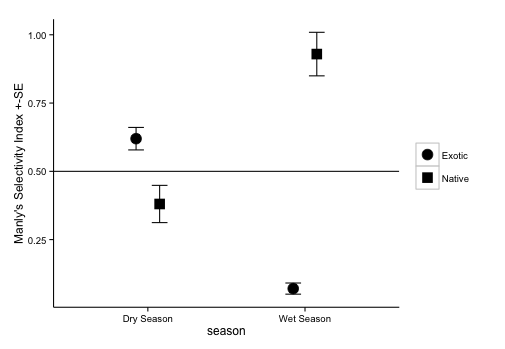 Manly's Selectivity Index +-SE
1.00
0.75
0.50
0.25
Dry Season
Wet Season
season
Exotic
Native